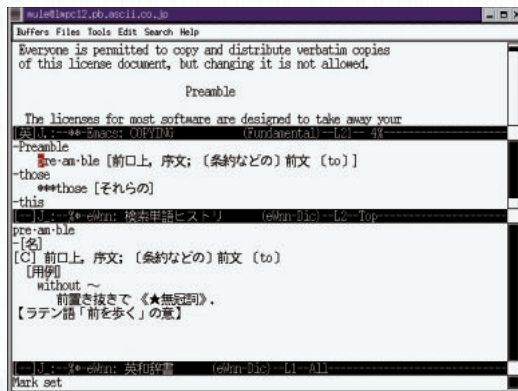 mule@lmpc12.pb.ascii.co.jp
Buffers Files Tools Edit Search Help
Everyone is permitted to copy and distribute verbatim copies
of this license document, but changing it is not allowed.
Preamble
The licenses for most software are designed to take away your
[英]J.:--**-Emacs: COPYING (Fundamental)--L21-- 4%
-Preamble
pre·am·ble [前口上, 序文; 〔条約などの〕前文 〔to〕]
-those
***those [それらの]
-this
[--]J_:--%*-eWnn: 検索単語ヒストリ (eWnn-Dic)--L2--Top
pre·am·ble
-[名]
[C] 前口上, 序文; 〔条約などの〕前文 〔to〕
[用例]
without ～
前置き抜きで 《★無冠詞》.
【ラテン語「前を歩く」の意】
[--]J_:--%*-eWnn: 英和辞書 (eWnn-Dic)--L1--All
Mark set